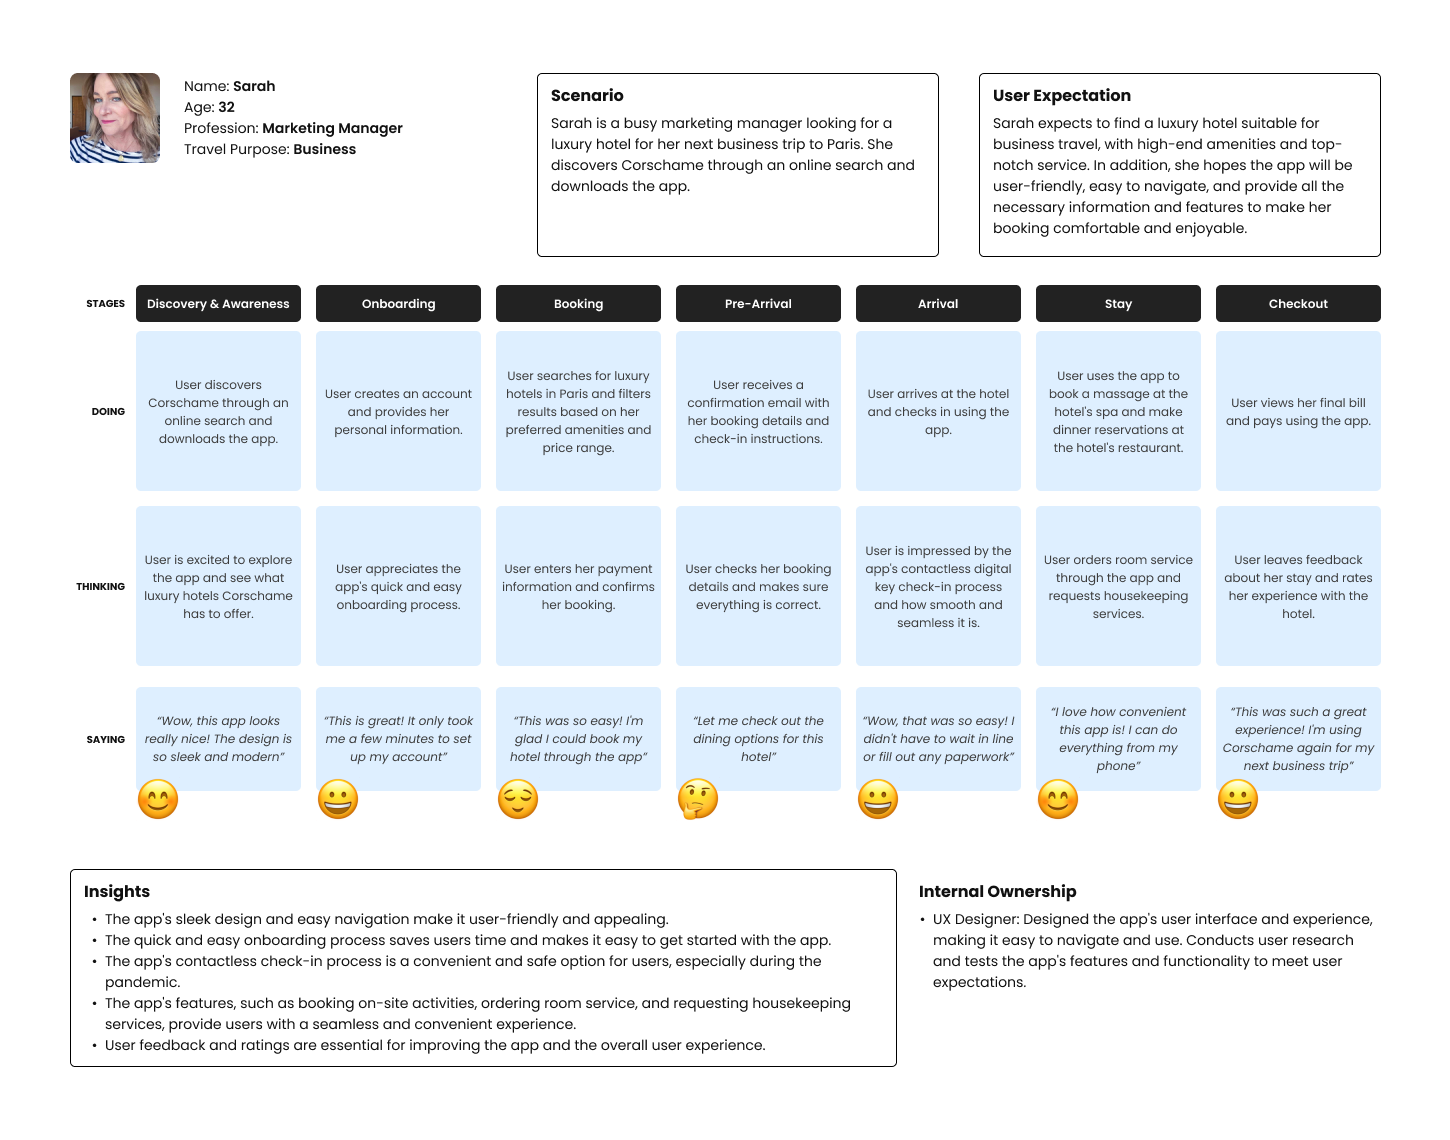 Name: Sarah
Age: 32
Profession: Marketing Manager
Travel Purpose: Business
Scenario
Sarah is a busy marketing manager looking for a
luxury hotel for her next business trip to Paris. She
discovers Corschame through an online search and
downloads the app.
User Expectation
Sarah expects to find a luxury hotel suitable for
business travel, with high-end amenities and top-
notch service. In addition, she hopes the app will be
user-friendly, easy to navigate, and provide all the
necessary information and features to make her
booking comfortable and enjoyable.
STAGES
Discovery & Awareness
Onboarding
Booking
Pre-Arrival
Arrival
Stay
Checkout
DOING
User discovers
Corschame through an
online search and
downloads the app.
User creates an account
and provides her
personal information.
User searches for luxury
hotels in Paris and filters
results based on her
preferred amenities and
price range.
User receives a
confirmation email with
her booking details and
check-in instructions.
User arrives at the hotel
and checks in using the
app.
User uses the app to
book a massage at the
hotel's spa and make
dinner reservations at
the hotel's restaurant.
User views her final bill
and pays using the app.
THINKING
User is excited to explore
the app and see what
luxury hotels Corschame
has to offer.
User appreciates the
app's quick and easy
onboarding process.
User enters her payment
information and confirms
her booking.
User checks her booking
details and makes sure
everything is correct.
User is impressed by the
app's contactless digital
key check-in process
and how smooth and
seamless it is.
User orders room service
through the app and
requests housekeeping
services.
User leaves feedback
about her stay and rates
her experience with the
hotel.
SAYING
“Wow, this app looks
really nice! The design is
so sleek and modern”
“This is great! It only took
me a few minutes to set
up my account”
“This was so easy! I'm
glad I could book my
hotel through the app”
“Let me check out the
dining options for this
hotel”
“Wow, that was so easy! I
didn't have to wait in line
or fill out any paperwork”
“I love how convenient
this app is! I can do
everything from my
phone”
“This was such a great
experience! I'm using
Corschame again for my
next business trip”
Insights
• The app's sleek design and easy navigation make it user-friendly and appealing.
• The quick and easy onboarding process saves users time and makes it easy to get started with the app.
• The app's contactless check-in process is a convenient and safe option for users, especially during the
pandemic.
• The app's features, such as booking on-site activities, ordering room service, and requesting housekeeping
services, provide users with a seamless and convenient experience.
• User feedback and ratings are essential for improving the app and the overall user experience.
Internal Ownership
• UX Designer: Designed the app's user interface and experience,
making it easy to navigate and use. Conducts user research
and tests the app's features and functionality to meet user
expectations.